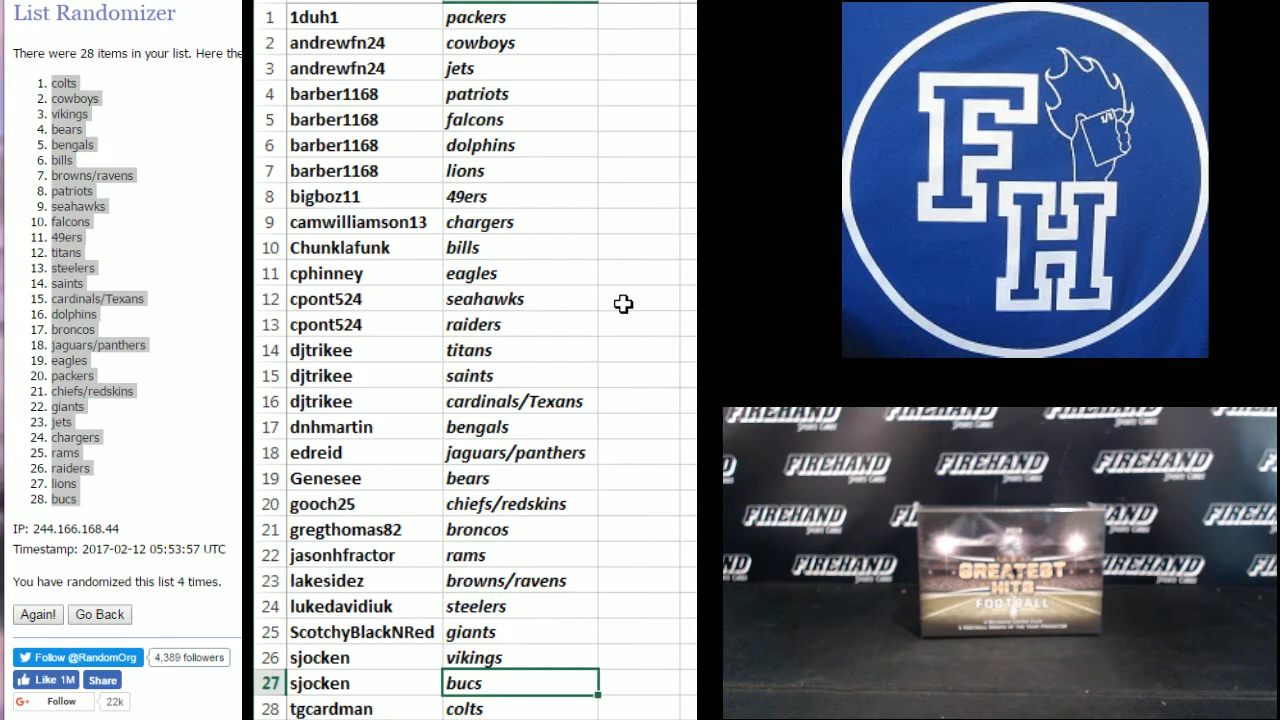 List Randomizer
There were 28 items in your list. Here the
1. colts
2. cowboys
3. vikings
4. bears
5. bengals
6. bills
7. browns/ravens
8. patriots
9. seahawks
10. falcons
11. 49ers
12. titans
13. steelers
14. saints
15. cardinals/Texans
16. dolphins
17. broncos
18. jaguars/panthers
19. eagles
20. packers
21. chiefs/redskins
22. giants
23. jets
24. chargers
25. rams
26. raiders
27. lions
28. bucs
IP: 244.166.168.44
Timestamp: 2017-02-12 05:53:57 UTC
You have randomized this list 4 times.
Again! Go Back
Follow @RandomOrg 4,389 followers
Like 1M Share
G+ Follow 22k
1 1duh1 packers
2 andrewfn24 cowboys
3 andrewfn24 jets
4 barber1168 patriots
5 barber1168 falcons
6 barber1168 dolphins
7 barber1168 lions
8 bigboz11 49ers
9 camwilliamson13 chargers
10 Chunklafunk bills
11 cphinney eagles
12 cpont524 seahawks
13 cpont524 raiders
14 djtrikee titans
15 djtrikee saints
16 djtrikee cardinals/Texans
17 dnhmartin bengals
18 edreid jaguars/panthers
19 Genesee bears
20 gooch25 chiefs/redskins
21 gregthomas82 broncos
22 jasonhfractor rams
23 lakesidez browns/ravens
24 lukedavidiuk steelers
25 ScotchyBlackNRed giants
26 sjocken vikings
27 sjocken bucs
28 tgcardman colts
F
1/1
H
FIREHAND FIREHAND FIREHAND
FIREHAND
FIREHAND
FIREHAND
FIREHAND
GREATEST
HITS
FOOTBALL